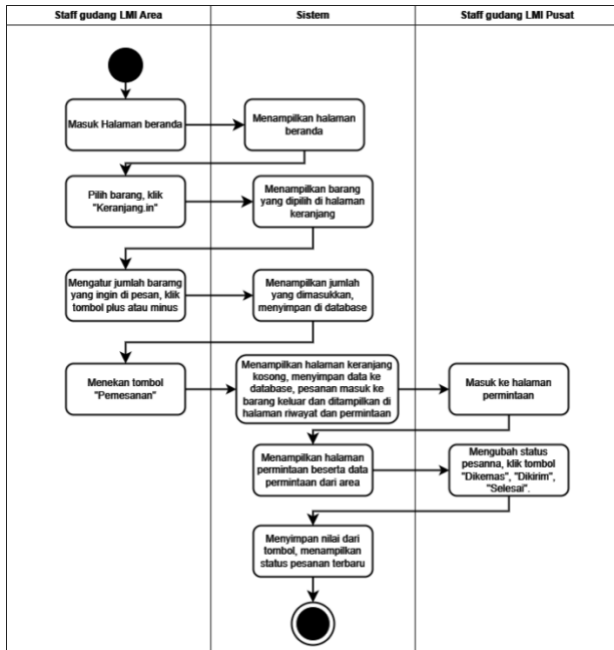 Staff gudang LMI Area
Sistem
Staff gudang LMI Pusat
Masuk Halaman beranda
Menampilkan halaman
beranda
Pilih barang, klik
"Keranjang.in"
Menampilkan barang
yang dipilih di halaman
keranjang
Mengatur jumlah baramg
yang ingin di pesan, klik
tombol plus atau minus
Menampilkan jumlah
yang dimasukkan,
menyimpan di database
Menekan tombol
"Pemesanan"
Menampilkan halaman keranjang
kosong, menyimpan data ke
database, pesanan masuk ke
barang keluar dan ditampilkan di
halaman riwayat dan permintaan
Masuk ke halaman
permintaan
Menampilkan halaman
permintaan beserta data
permintaan dari area
Mengubah status
pesanna, klik tombol
"Dikemas", "Dikirim",
"Selesai".
Menyimpan nilai dari
tombol, menampilkan
status pesanan terbaru